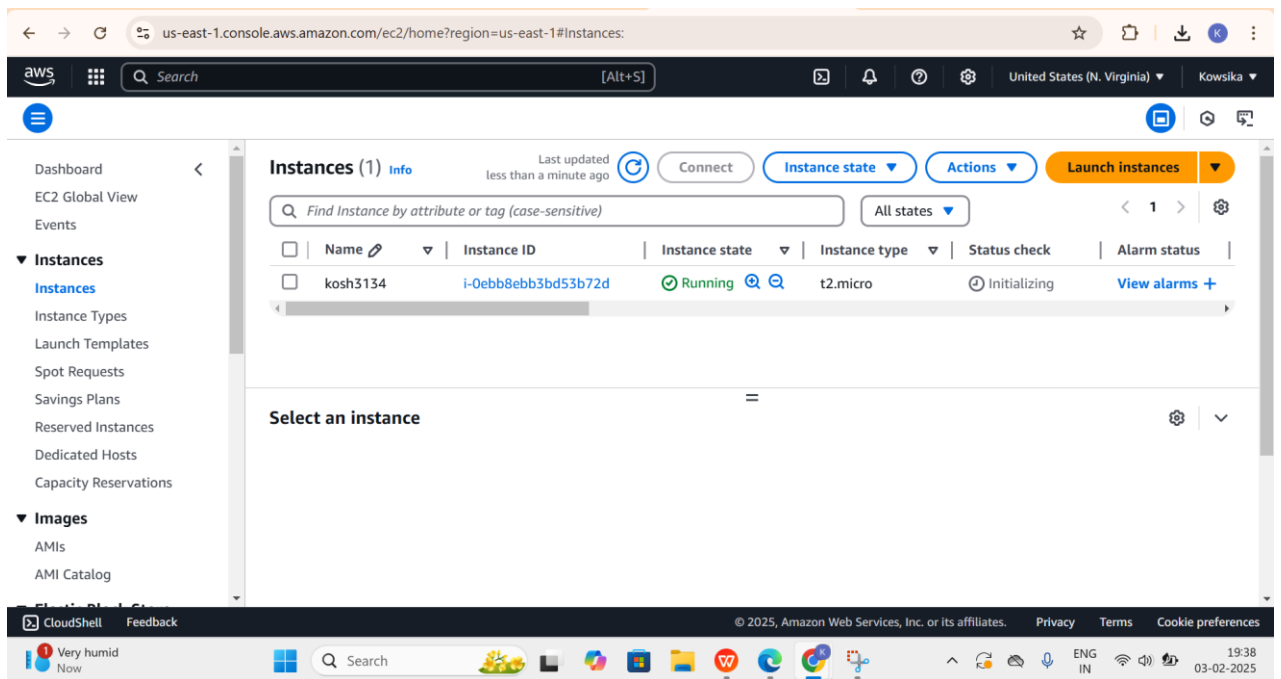 us-east-1.console.aws.amazon.com/ec2/home?region=us-east-1#Instances:
K
aws
Search
[Alt+S]
United States (N. Virginia)
Kowsika
Dashboard
EC2 Global View
Events
Instances
Instances
Instance Types
Launch Templates
Spot Requests
Savings Plans
Reserved Instances
Dedicated Hosts
Capacity Reservations
Images
AMIs
AMI Catalog
Elastic Block Store
Instances (1) Info
Last updated
less than a minute ago
Connect
Instance state
Actions
Launch instances
Find Instance by attribute or tag (case-sensitive)
All states
1
Name Instance ID Instance state Instance type Status check Alarm status
kosh3134 i-0ebb8ebb3bd53b72d Running t2.micro Initializing View alarms +
Select an instance
CloudShell Feedback © 2025, Amazon Web Services, Inc. or its affiliates. Privacy Terms Cookie preferences
1
Very humid
Now
Search
K
ENG
IN
19:38
03-02-2025